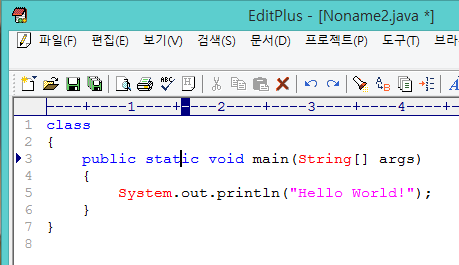 EditPlus - [Noname2.java *]
파일(F) 편집(E) 보기(V) 검색(S) 문서(D) 프로젝트(P) 도구(T) 브라
ABC AB A
----+----1----+----2----+----3----+----4----+--
1 class
2 {
3 public static void main(String[] args)
4 {
5 System.out.println("Hello World!");
6 }
7 }
8